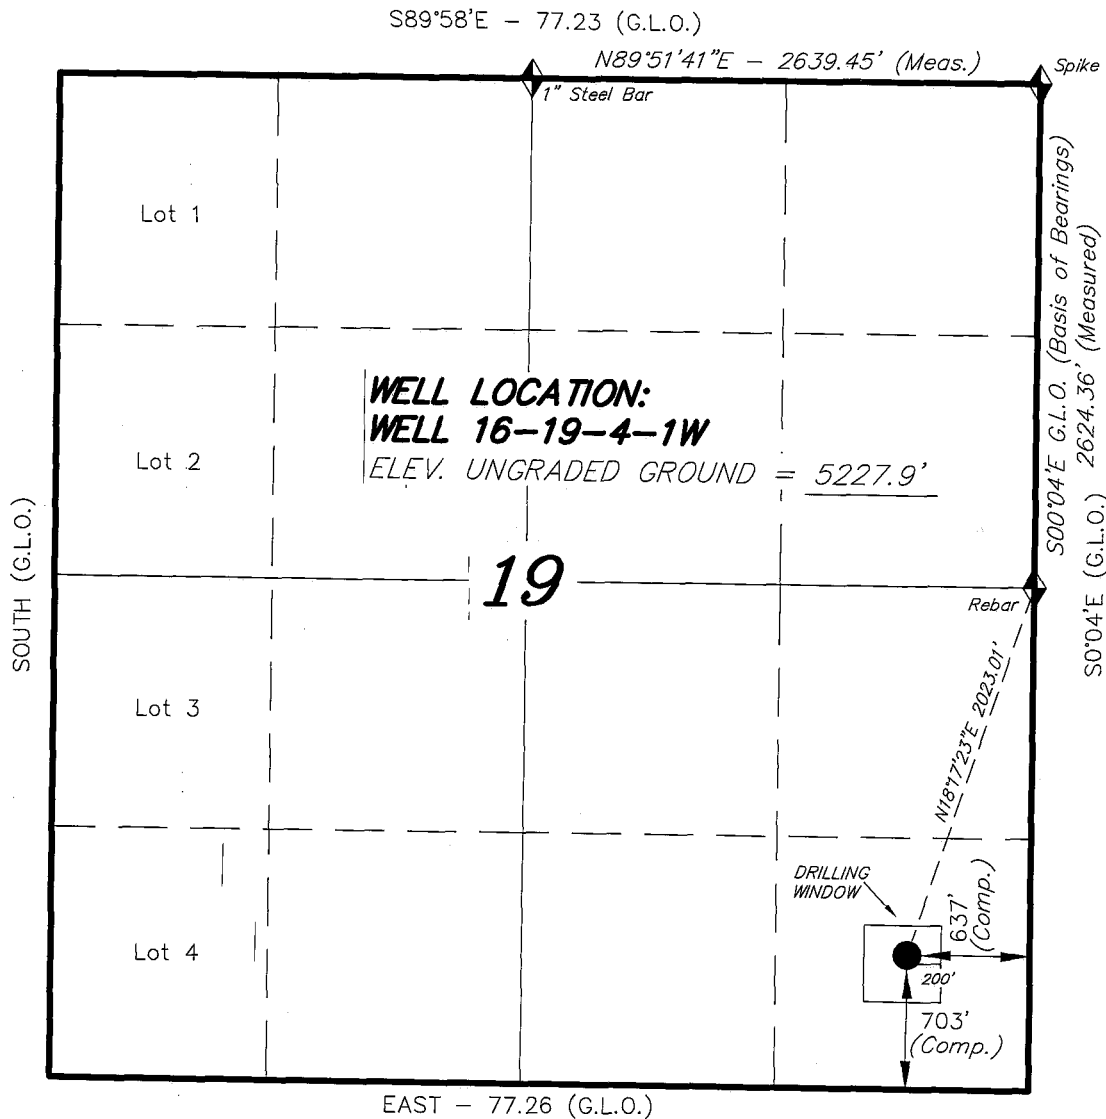 S89°58'E - 77.23 (G.L.O.)
N89°51'41"E - 2639.45' (Meas.)
Spike
1" Steel Bar
Lot 1
S00°04'E G.L.O. (Basis of Bearings)
2624.36' (Measured)
S0°04'E (G.L.O.)
WELL LOCATION:
WELL 16-19-4-1W
ELEV. UNGRADED GROUND = 5227.9'
Lot 2
SOUTH (G.L.O.)
19
Rebar
N18°17'23"E 2023.01'
Lot 3
DRILLING
WINDOW
637'
(Comp.)
Lot 4
200'
703'
(Comp.)
EAST - 77.26 (G.L.O.)